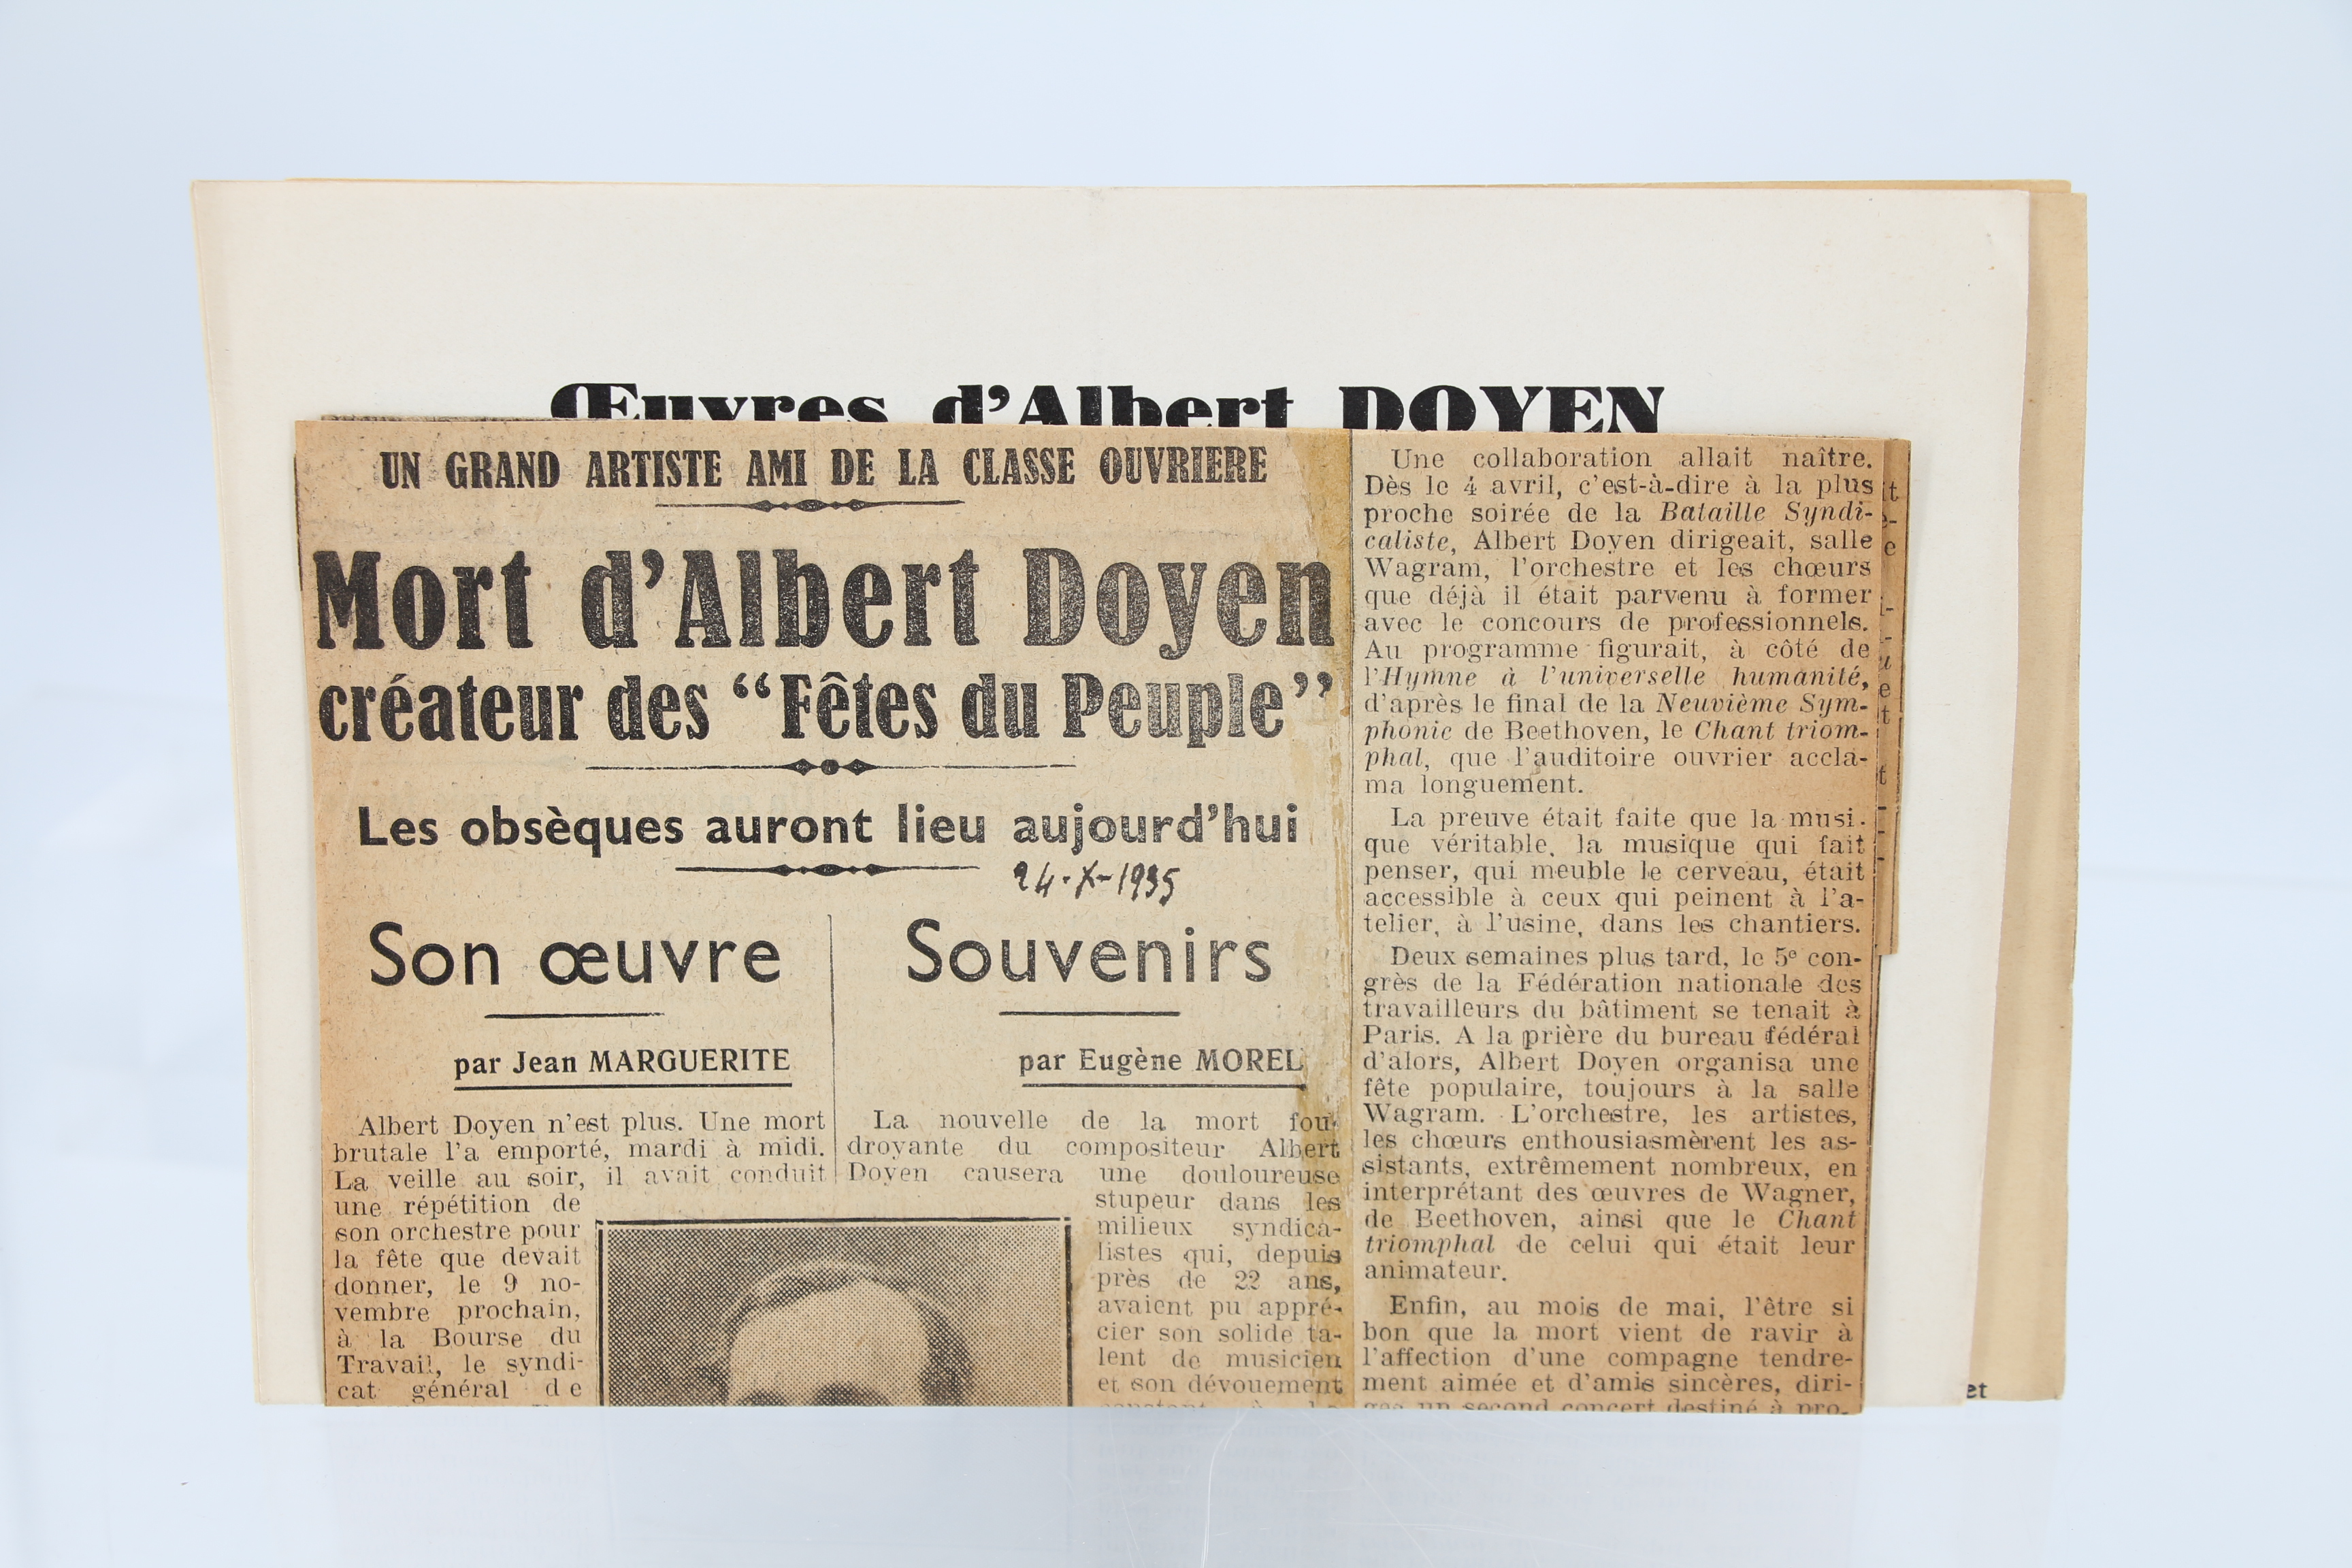 Œuvres d'Albert DOYEN
UN GRAND ARTISTE AMI DE LA CLASSE OUVRIERE
Mort d'Albert Doyen
créateur des “Fêtes du Peuple”
Les obsèques auront lieu aujourd'hui
24-X-1935
Son œuvre
par Jean MARGUERITE
Albert Doyen n'est plus. Une mort
brutale l'a emporté, mardi à midi.
La veille au soir, il avait conduit
une répétition de
son orchestre pour
la fête que devait
donner, le 9 no-
vembre prochain,
à la Bourse du
Travail, le syndi-
cat général de
Souvenirs
par Eugène MOREL
La nouvelle de la mort fou-
droyante du compositeur Albert
Doyen causera une douloureuse
stupeur dans les
milieux syndica-
listes qui, depuis
près de 22 ans,
avaient pu appré-
cier son solide ta-
lent de musicien
et son dévouement
Une collaboration allait naître.
Dès le 4 avril, c'est-à-dire à la plus
proche soirée de la Bataille Syndi-
caliste, Albert Doyen dirigeait, salle
Wagram, l'orchestre et les chœurs
que déjà il était parvenu à former
avec le concours de professionnels.
Au programme figurait, à côté de
l'Hymne à l'universelle humanité,
d'après le final de la Neuvième Sym-
phonie de Beethoven, le Chant triom-
phal, que l'auditoire ouvrier accla-
ma longuement.
La preuve était faite que la musi-
que véritable, la musique qui fait
penser, qui meuble le cerveau, était
accessible à ceux qui peinent à l'a-
telier, à l'usine, dans les chantiers.
Deux semaines plus tard, le 5e con-
grès de la Fédération nationale des
travailleurs du bâtiment se tenait à
Paris. A la prière du bureau fédéral
d'alors, Albert Doyen organisa une
fête populaire, toujours à la salle
Wagram. L'orchestre, les artistes,
les chœurs enthousiasmèrent les as-
sistants, extrêmement nombreux, en
interprétant des œuvres de Wagner,
de Beethoven, ainsi que le Chant
triomphal de celui qui était leur
animateur.
Enfin, au mois de mai, l'être si
bon que la mort vient de ravir à
l'affection d'une compagne tendre-
ment aimée et d'amis sincères, diri-
gea un second concert destiné à pro-
et